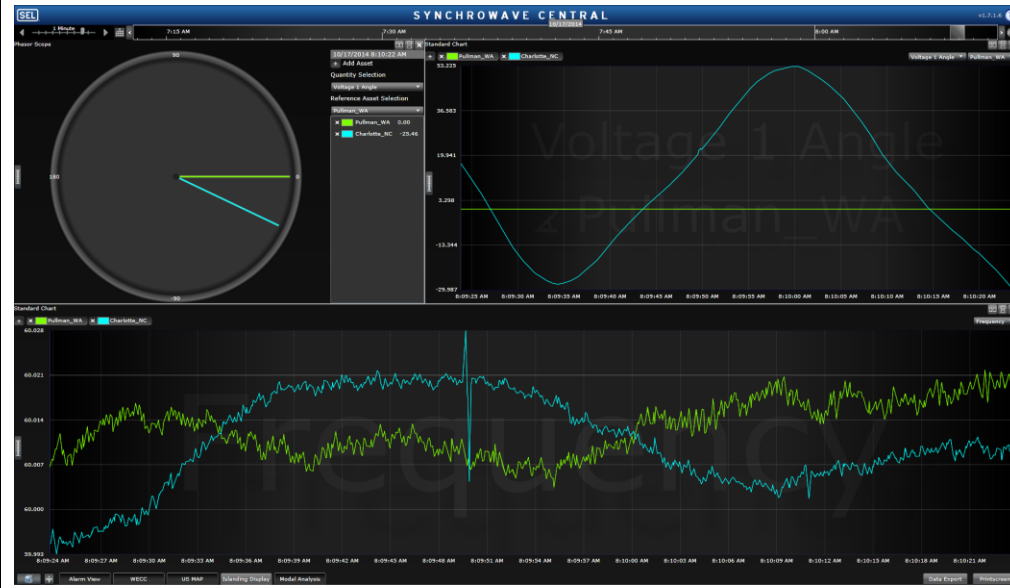 SEL
SYNCHROWAVE CENTRAL
v1.7.1.6
1 Minute
7:15 AM
7:30 AM
10/17/2014
7:45 AM
8:00 AM
Phasor Scope
90
180
0
-90
10/17/2014 8:10:22 AM
+ Add Asset
Quantity Selection
Voltage 1 Angle
Reference Asset Selection
Pullman_WA
Pullman_WA 0.00
Charlotte_NC -25.46
Standard Chart
Pullman_WA
Charlotte_NC
Voltage 1 Angle
Pullman_WA
Voltage 1 Angle
Pullman_WA
53.225
36.583
19.941
3.298
-13.344
-29.987
8:09:25 AM 8:09:30 AM 8:09:35 AM 8:09:40 AM 8:09:45 AM 8:09:50 AM 8:09:55 AM 8:10:00 AM 8:10:05 AM 8:10:10 AM 8:10:15 AM 8:10:20 AM
Standard Chart
Pullman_WA
Charlotte_NC
Frequency
Frequency
60.028
60.021
60.014
60.007
60.000
59.993
8:09:24 AM 8:09:27 AM 8:09:30 AM 8:09:33 AM 8:09:36 AM 8:09:39 AM 8:09:42 AM 8:09:45 AM 8:09:48 AM 8:09:51 AM 8:09:54 AM 8:09:57 AM 8:10:00 AM 8:10:03 AM 8:10:06 AM 8:10:09 AM 8:10:12 AM 8:10:15 AM 8:10:18 AM 8:10:21 AM
Alarm View
WECC
US MAP
Islanding Display
Modal Analysis
Data Export
Printscreen